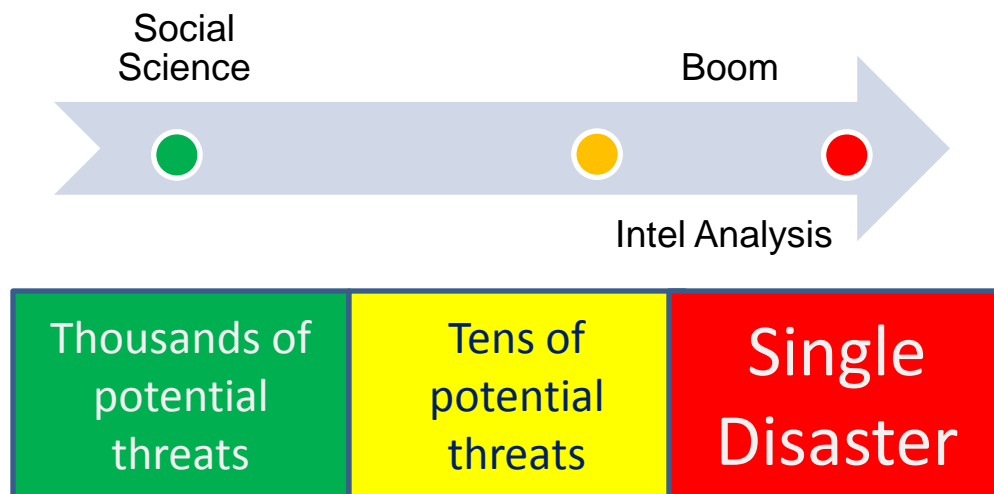 Social
Science
Boom
Intel Analysis
Thousands of
potential
threats
Tens of
potential
threats
Single
Disaster